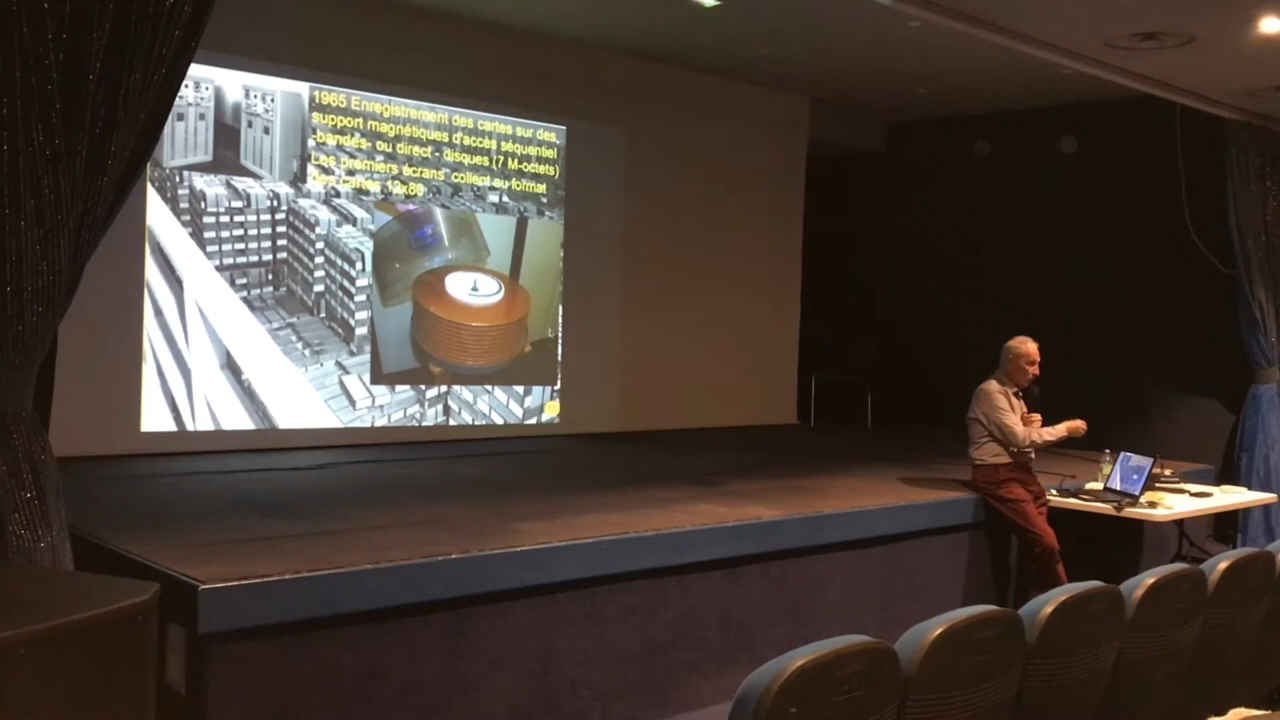 1965 Enregistrement des cartes sur des,
support magnétiques d'accès séquentiel
-bandes- ou direct - disques (7 M-octets)
Les premiers écrans collent au format
des cartes 12x80